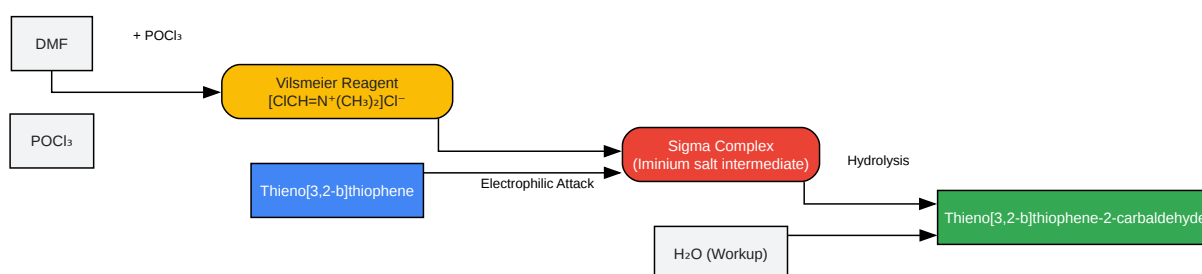 DMF
+ POCl₃
POCl₃
Vilsmeier Reagent
[ClCH=N⁺(CH₃)₂]Cl⁻
Thieno[3,2-b]thiophene
Electrophilic Attack
Sigma Complex
(Iminium salt intermediate)
Hydrolysis
H₂O (Workup)
Thieno[3,2-b]thiophene-2-carbaldehyde